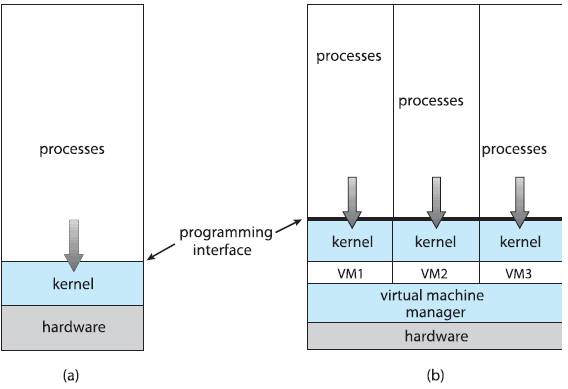 processes
kernel
hardware
(a)
programming
interface
processes
processes
processes
kernel
kernel
kernel
VM1
VM2
VM3
virtual machine
manager
hardware
(b)